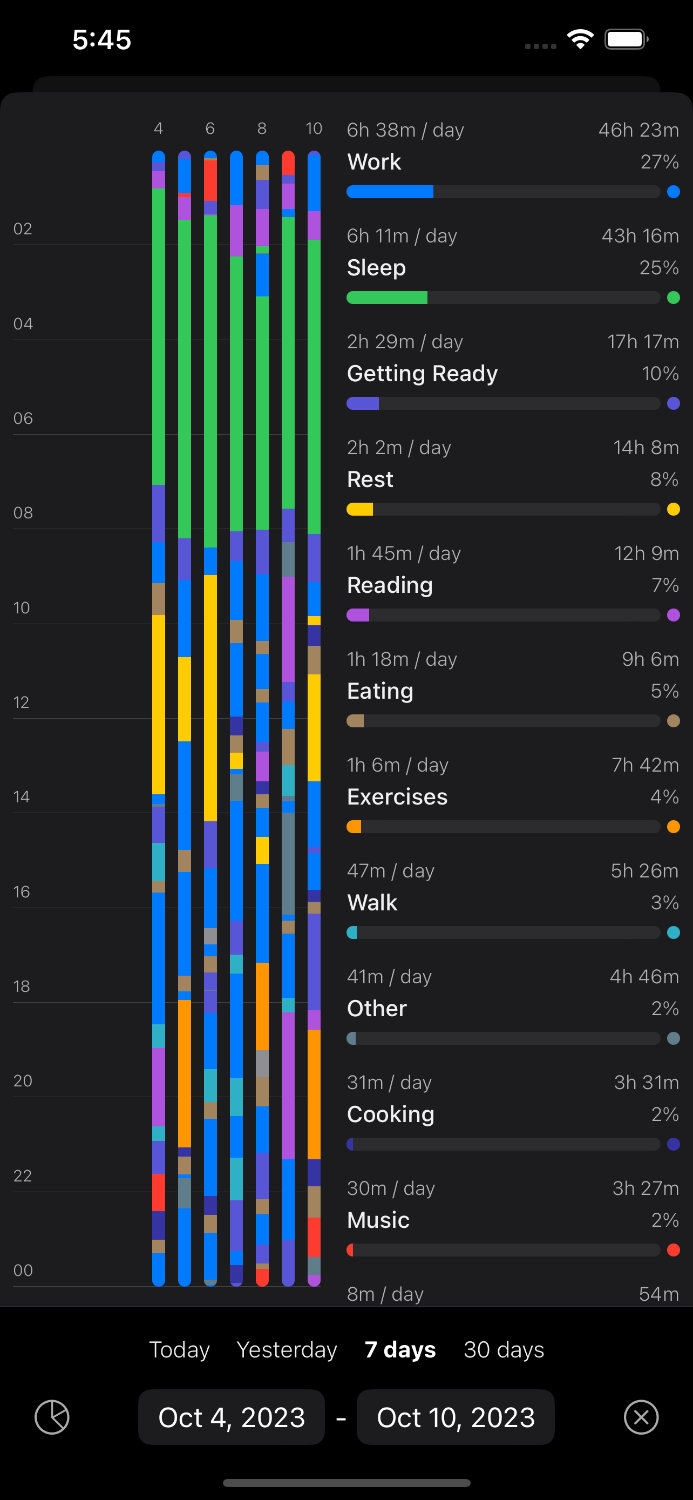 5:45
4 6 8 10
02
04
06
08
10
12
14
16
18
20
22
00
6h 38m / day 46h 23m
Work 27%
6h 11m / day 43h 16m
Sleep 25%
2h 29m / day 17h 17m
Getting Ready 10%
2h 2m / day 14h 8m
Rest 8%
1h 45m / day 12h 9m
Reading 7%
1h 18m / day 9h 6m
Eating 5%
1h 6m / day 7h 42m
Exercises 4%
47m / day 5h 26m
Walk 3%
41m / day 4h 46m
Other 2%
31m / day 3h 31m
Cooking 2%
30m / day 3h 27m
Music 2%
8m / day 54m
Today Yesterday 7 days 30 days
Oct 4, 2023 - Oct 10, 2023